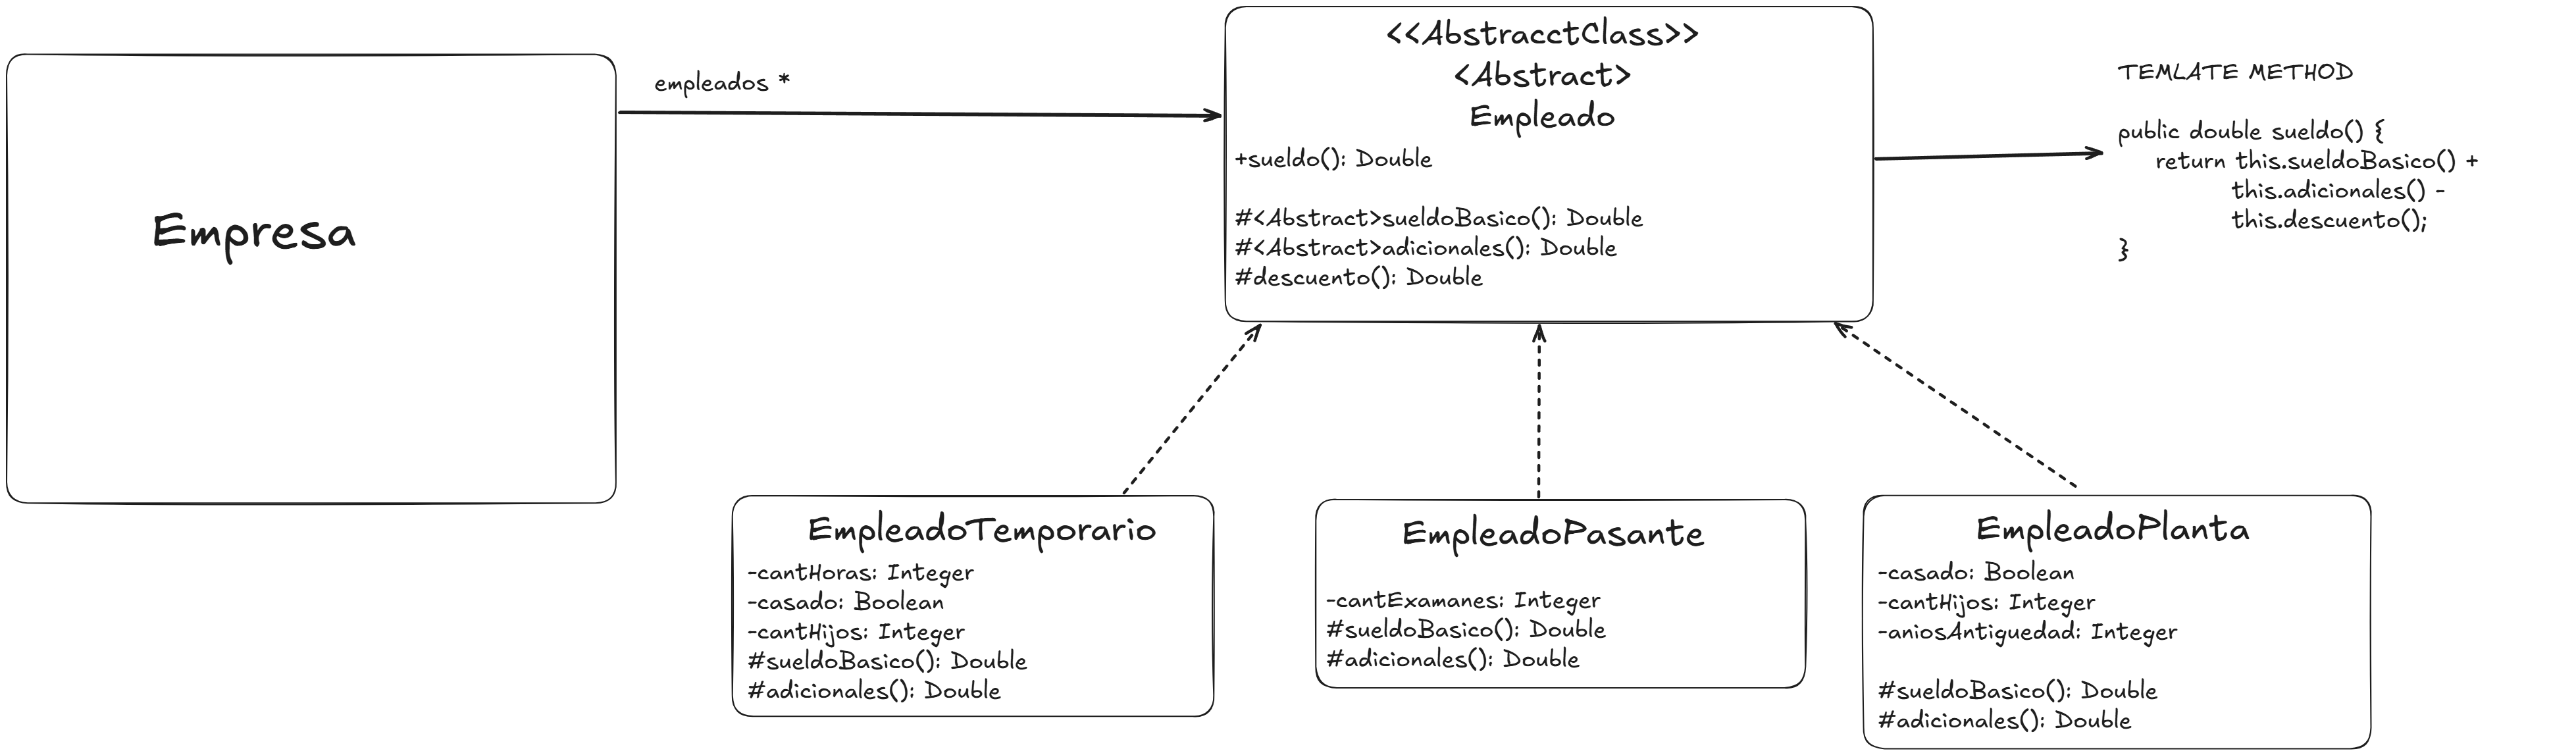 Empresa
empleados *
<<AbstracctClass>>
<Abstract>
Empleado
+sueldo(): Double
#<Abstract>sueldoBasico(): Double
#<Abstract>adicionales(): Double
#descuento(): Double
TEMLATE METHOD
public double sueldo() {
return this.sueldoBasico() +
this.adicionales() -
this.descuento();
}
EmpleadoTemporario
-cantHoras: Integer
-casado: Boolean
-cantHijos: Integer
#sueldoBasico(): Double
#adicionales(): Double
EmpleadoPasante
-cantExamanes: Integer
#sueldoBasico(): Double
#adicionales(): Double
EmpleadoPlanta
-casado: Boolean
-cantHijos: Integer
-aniosAntiguedad: Integer
#sueldoBasico(): Double
#adicionales(): Double